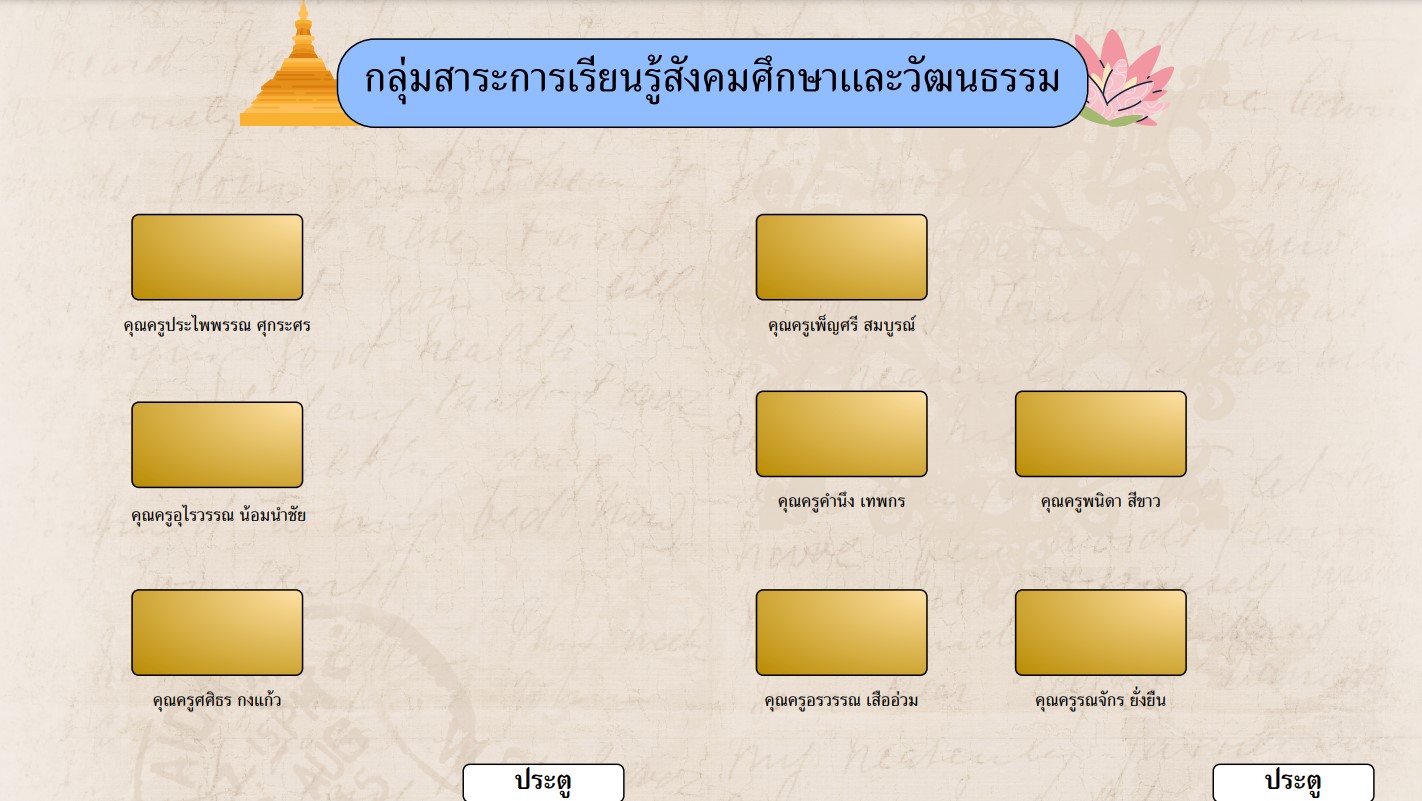 กลุ่มสาระการเรียนรู้สังคมศึกษาและวัฒนธรรม
คุณครูประไพพรรณ ศุกระศร
คุณครูเพ็ญศรี สมบูรณ์
คุณครูอุไรวรรณ น้อมนำชัย
คุณครูคำนึง เทพกร
คุณครูพนิดา สีขาว
คุณครูศศิธร กงแก้ว
คุณครูอรวรรณ เสืออ่วม
คุณครูรณจักร ยั่งยืน
ประตู
ประตู